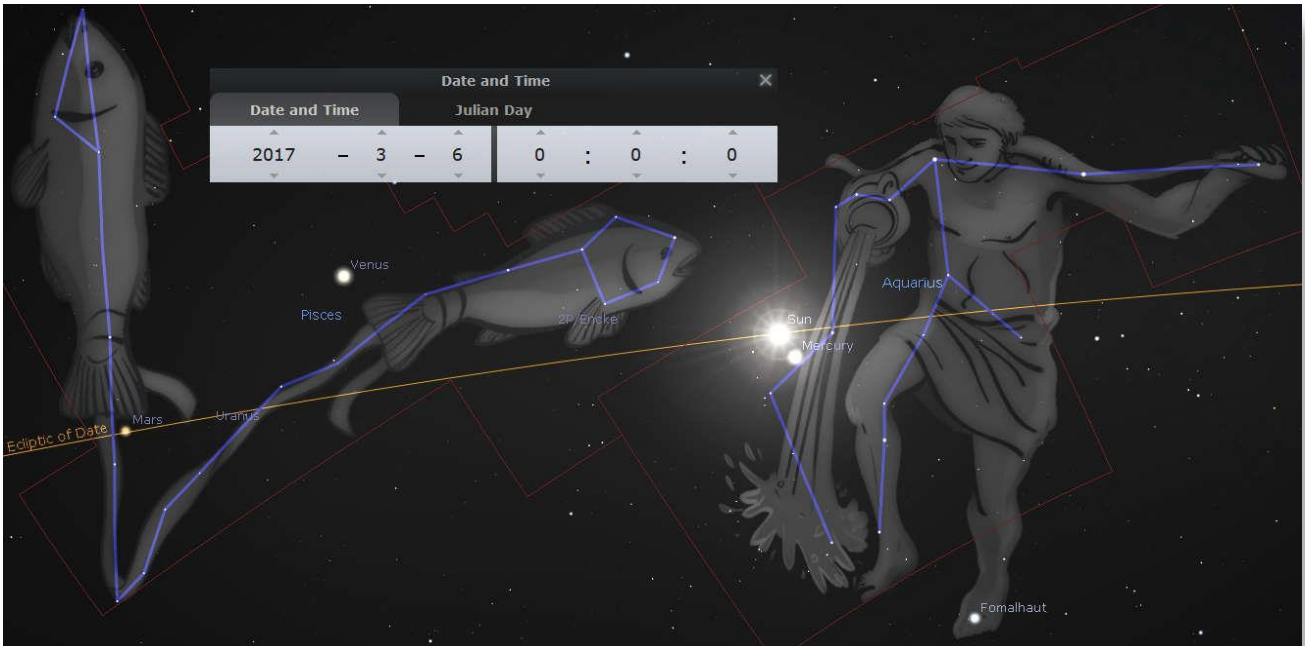 Date and Time
Date and Time Julian Day
2017 – 3 – 6 0 : 0 : 0
Venus
Aquarius
Pisces
2P/Encke
Sun
Mercury
Mars
Uranus
Ecliptic of Date
Fomalhaut